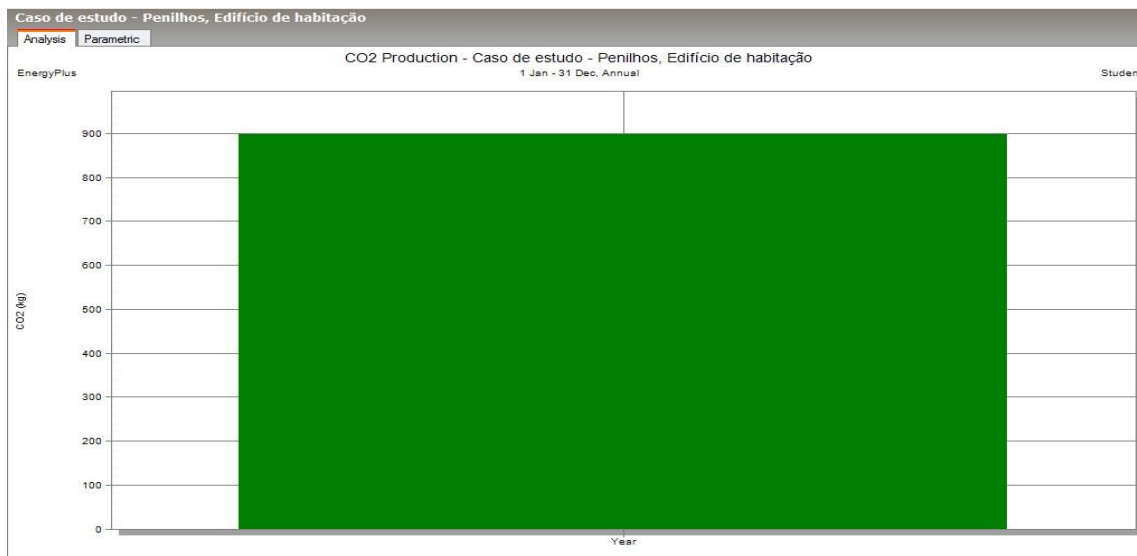 Caso de estudo - Penilhos, Edifício de habitação
Analysis Parametric
CO2 Production - Caso de estudo - Penilhos, Edifício de habitação
EnergyPlus 1 Jan - 31 Dec, Annual Studen
900
800
700
600
500
400
300
200
100
0
CO2 (kg)
Year